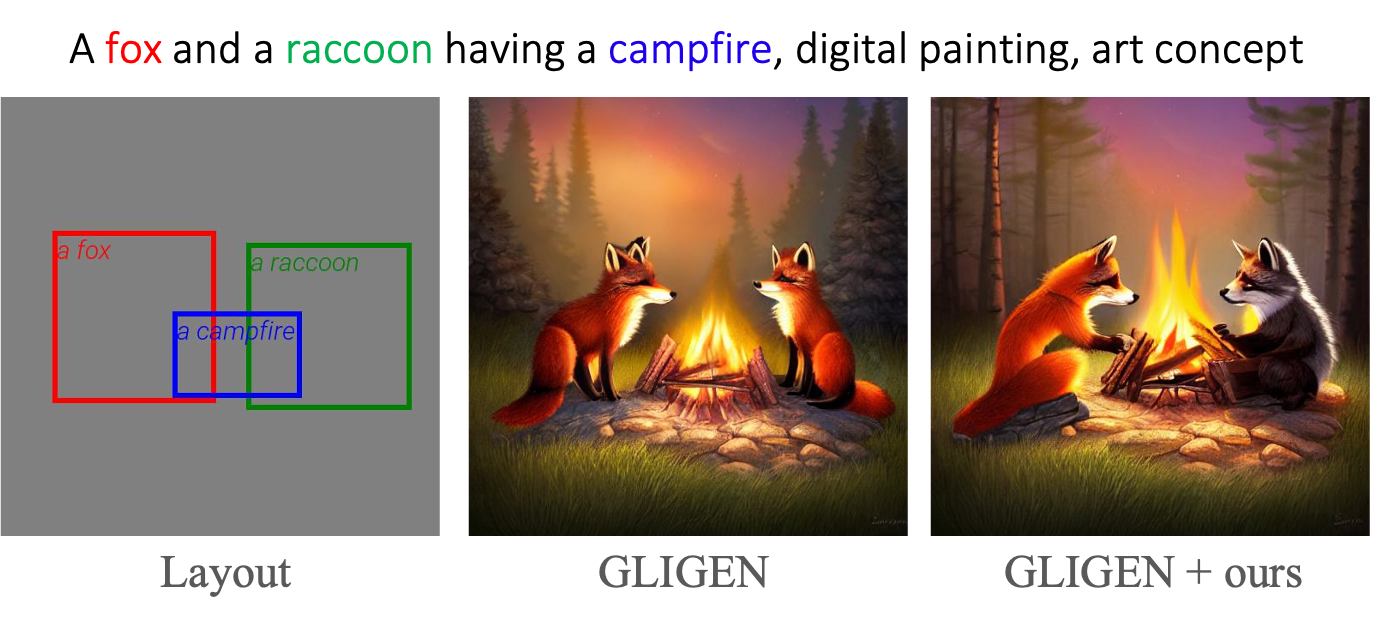 A fox and a raccoon having a campfire, digital painting, art concept
a fox
a raccoon
a campfire
Layout
GLIGEN
GLIGEN + ours